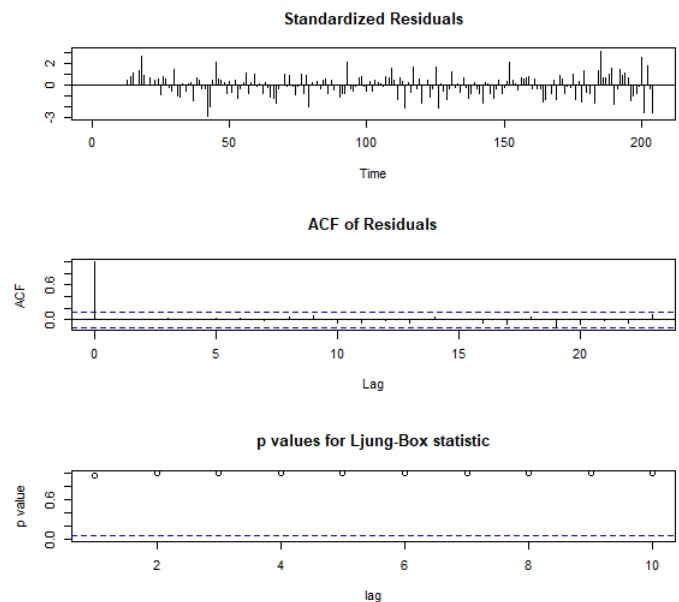 Standardized Residuals
2
0
-3
0
50
100
150
200
Time
ACF of Residuals
ACF
0.6
0.0
0
5
10
15
20
Lag
p values for Ljung-Box statistic
p value
0.6
0.0
2
4
6
8
10
lag